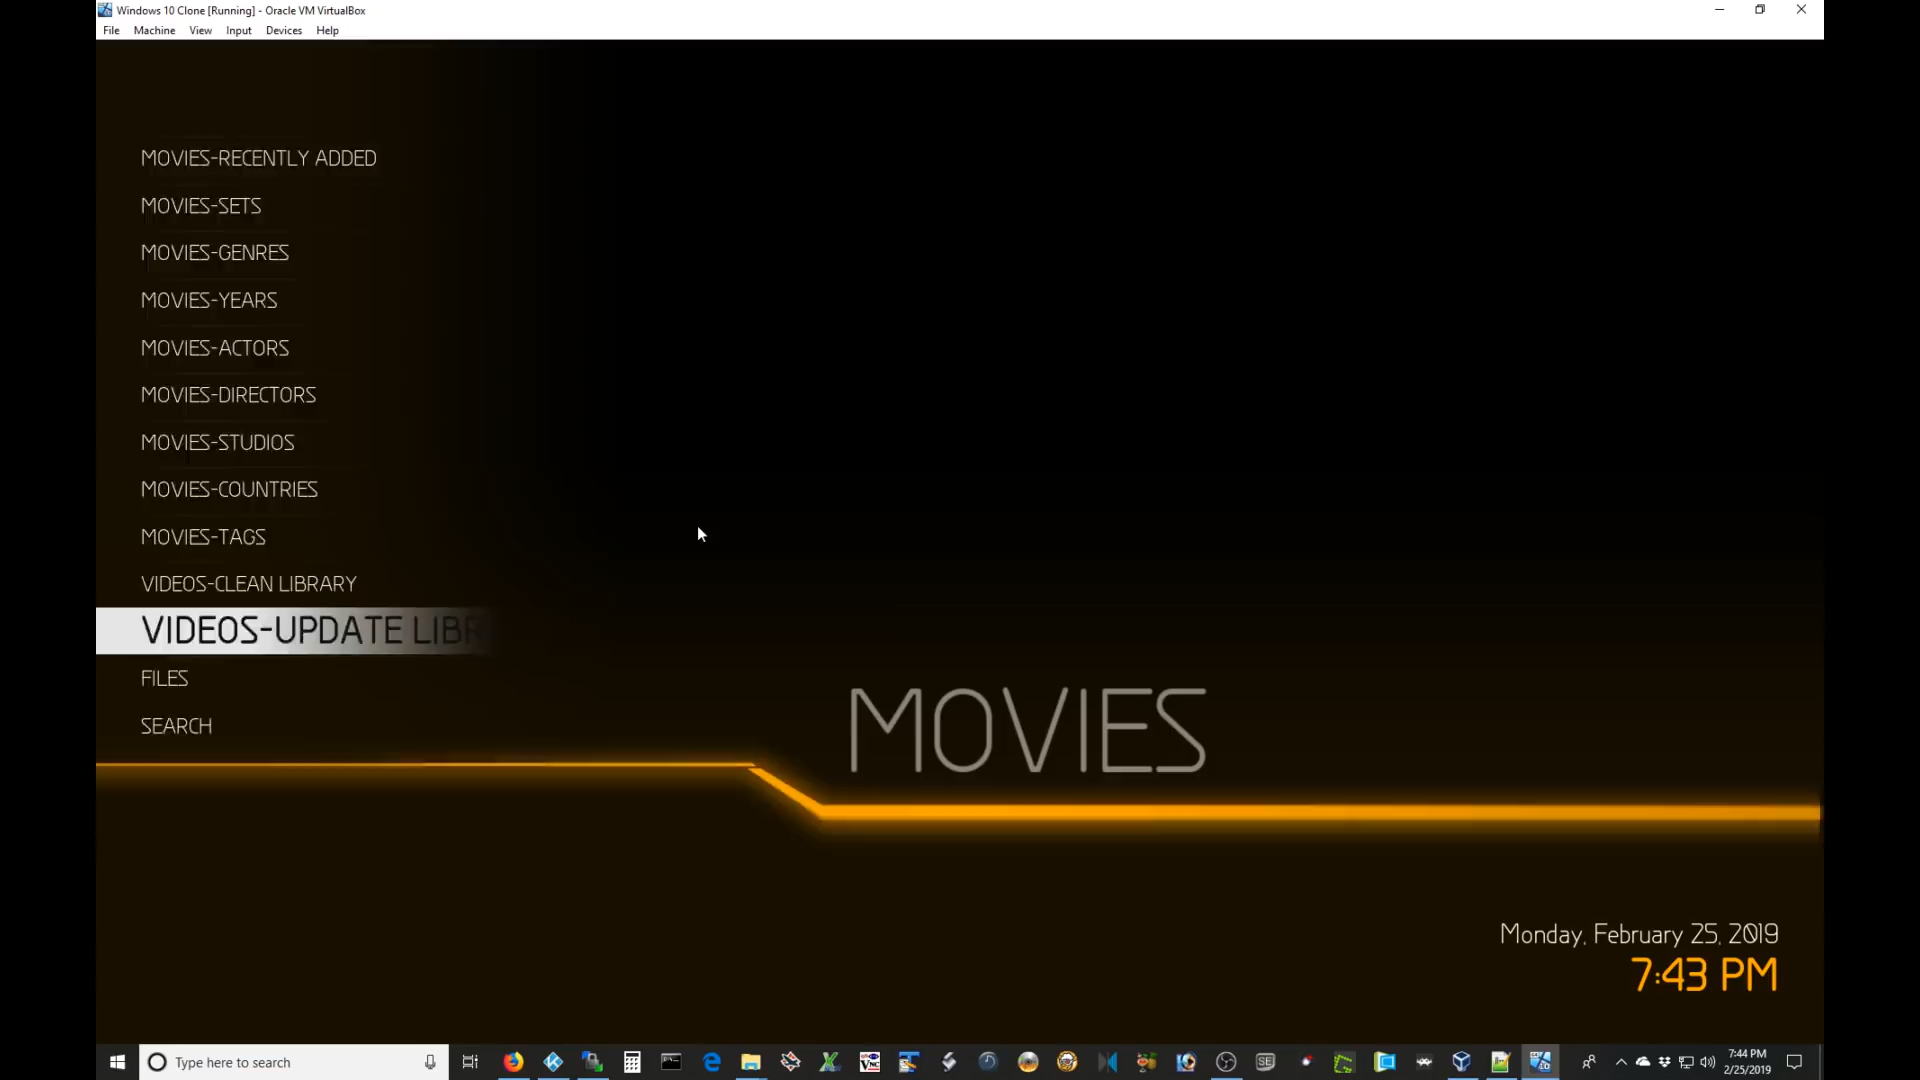 Windows 10 Clone [Running] - Oracle VM VirtualBox
File Machine View Input Devices Help
MOVIES-RECENTLY ADDED
MOVIES-SETS
MOVIES-GENRES
MOVIES-YEARS
MOVIES-ACTORS
MOVIES-DIRECTORS
MOVIES-STUDIOS
MOVIES-COUNTRIES
MOVIES-TAGS
VIDEOS-CLEAN LIBRARY
VIDEOS-UPDATE LIBR
FILES
SEARCH
MOVIES
Monday, February 25, 2019
7:43 PM
Type here to search
SE
7:44 PM
2/25/2019